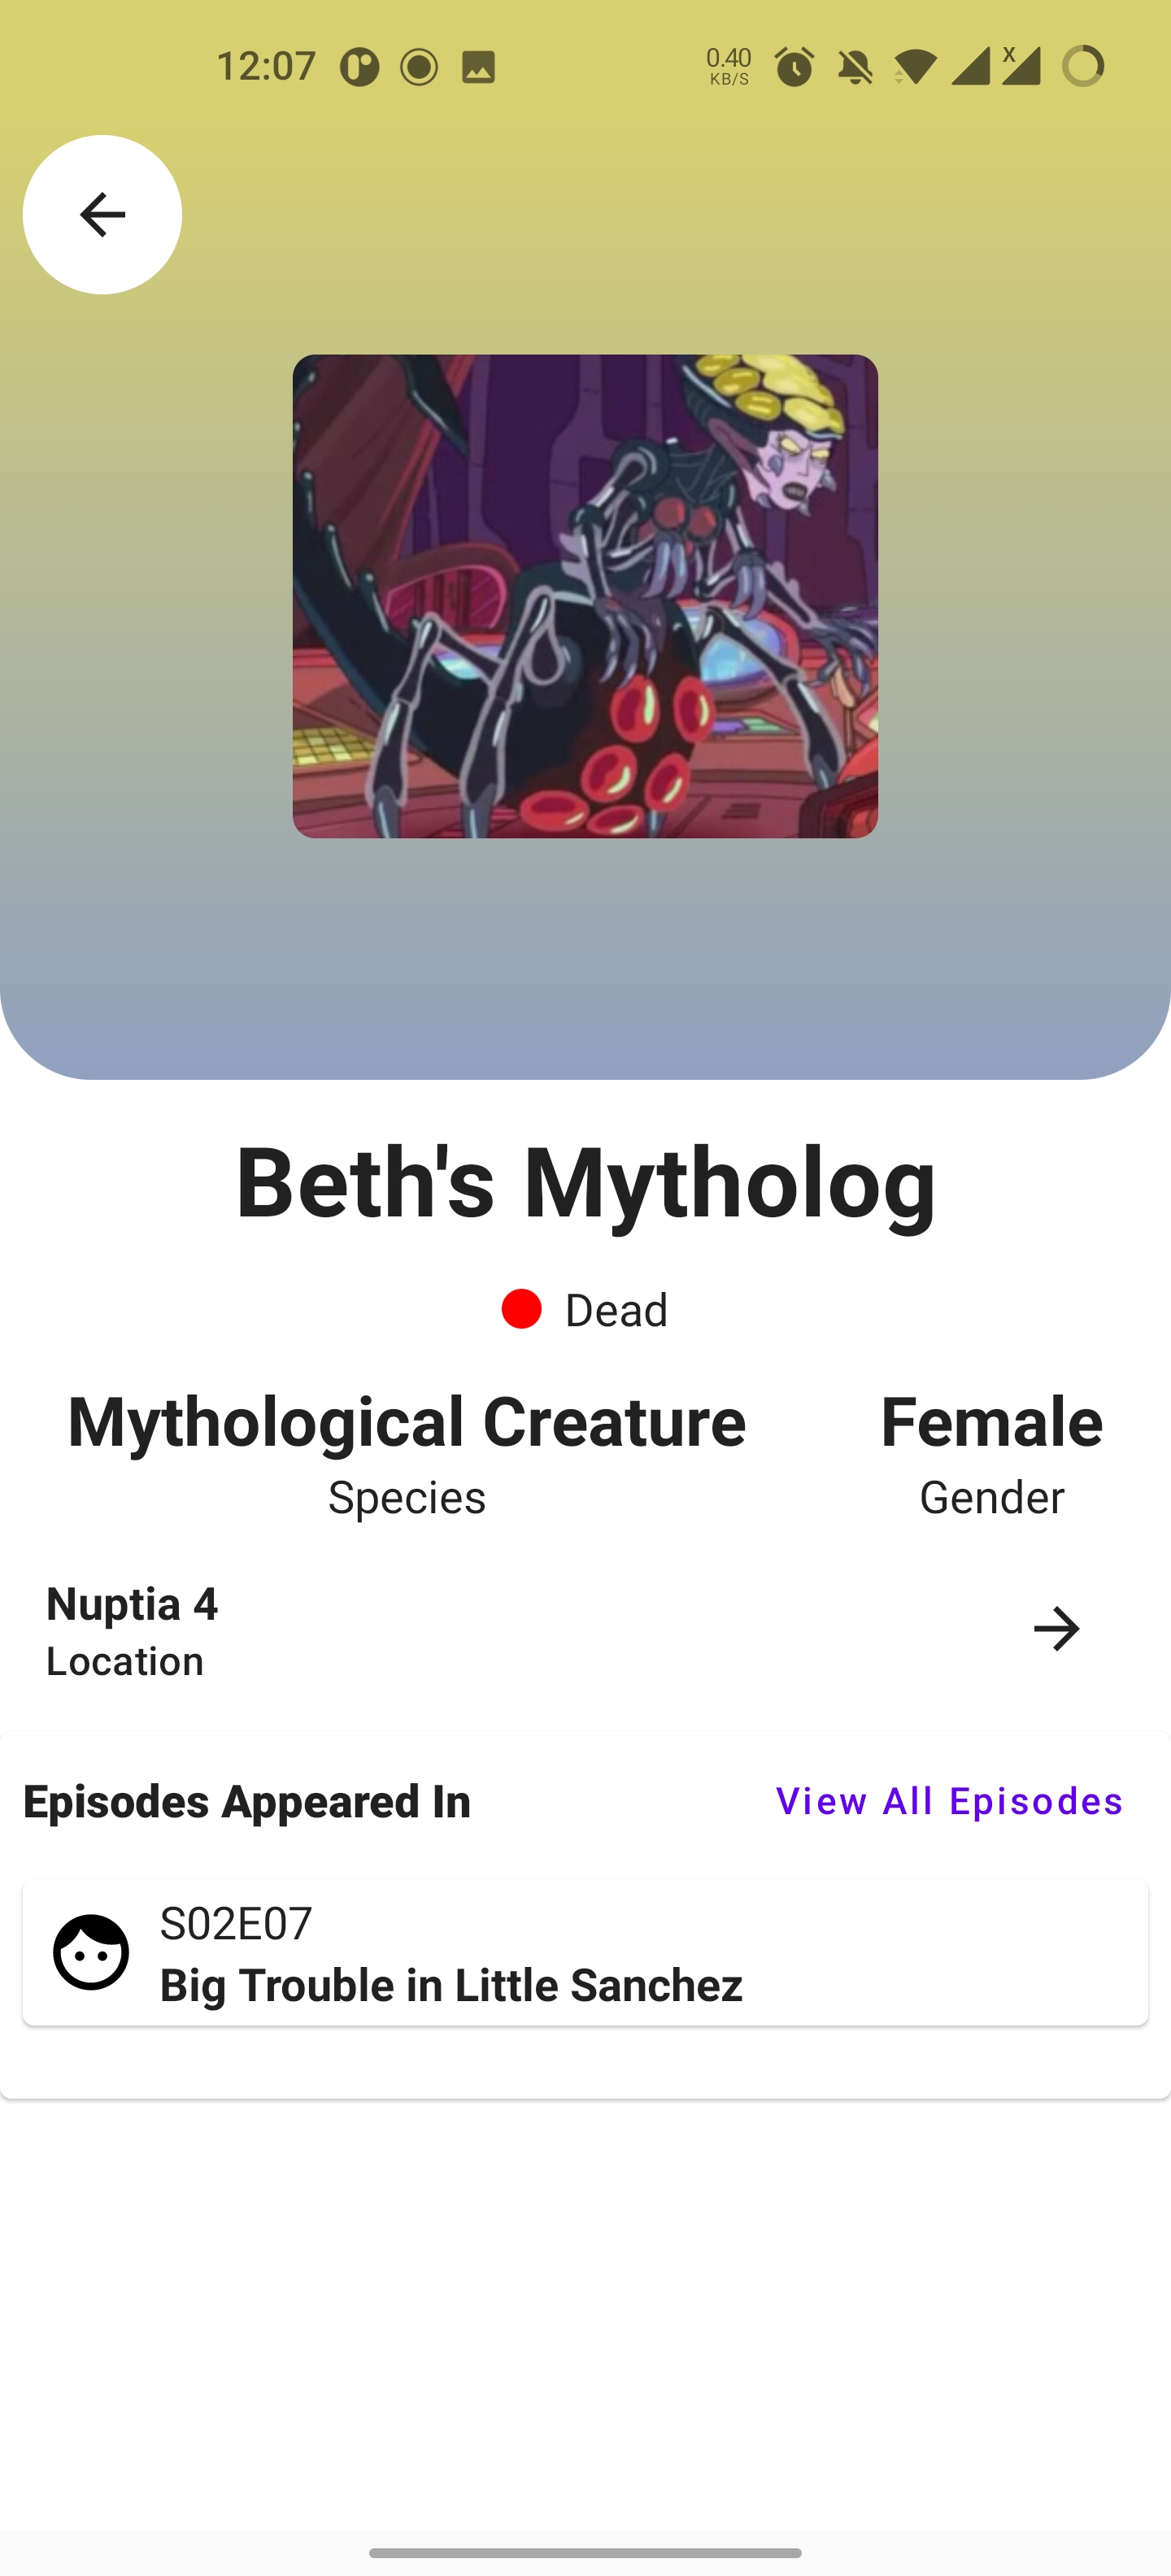 12:07
0.40
KB/S
X
Beth's Mytholog
Dead
Mythological Creature
Female
Species
Gender
Nuptia 4
Location
Episodes Appeared In
View All Episodes
S02E07
Big Trouble in Little Sanchez